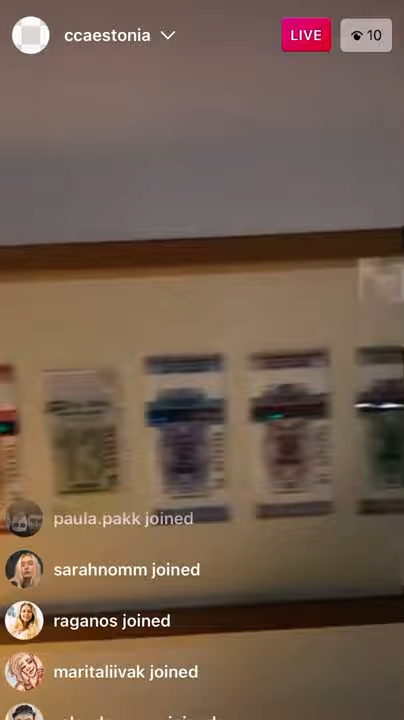 ccaestonia
LIVE
10
paula.pakk joined
sarahnomm joined
raganos joined
maritaliivak joined